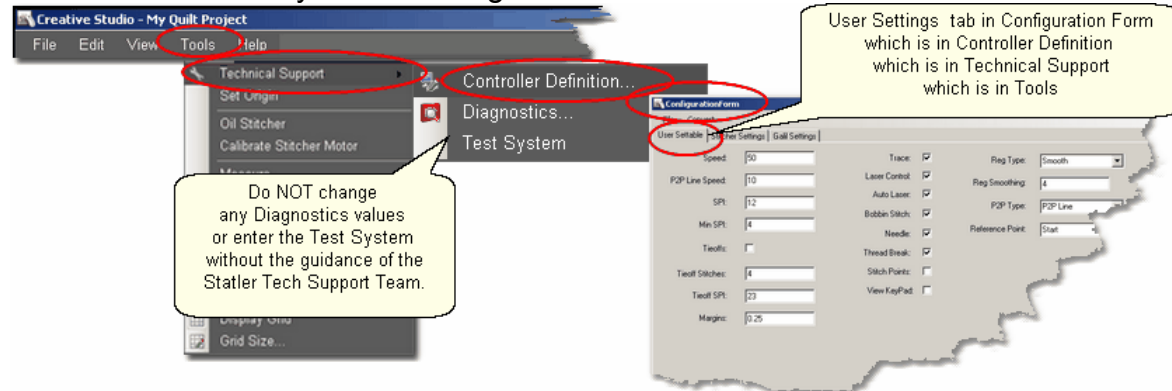 Creative Studio - My Quilt Project
File Edit View Tools Help
Technical Support
Set Origin
Oil Stitcher
Calibrate Stitcher Motor
Measure
Display Grid
Grid Size...
Controller Definition...
Diagnostics...
Test System
Do NOT change
any Diagnostics values
or enter the Test System
without the guidance of the
Statler Tech Support Team.
User Settings tab in Configuration Form
which is in Controller Definition
which is in Technical Support
which is in Tools
ConfigurationForm
User Settable Stitcher Settings Galil Settings
Speed: 50
P2P Line Speed: 10
SPI: 12
Min SPI: 4
Tieoffs:
Tieoff Stitches: 4
Tieoff SPI: 23
Margins: 0.25
Trace:
Laser Control:
Auto Laser:
Bobbin Stitch:
Needle:
Thread Break:
Stitch Points:
View KeyPad:
Reg Type: Smooth
Reg Smoothing: 4
P2P Type: P2P Line
Reference Point: Start